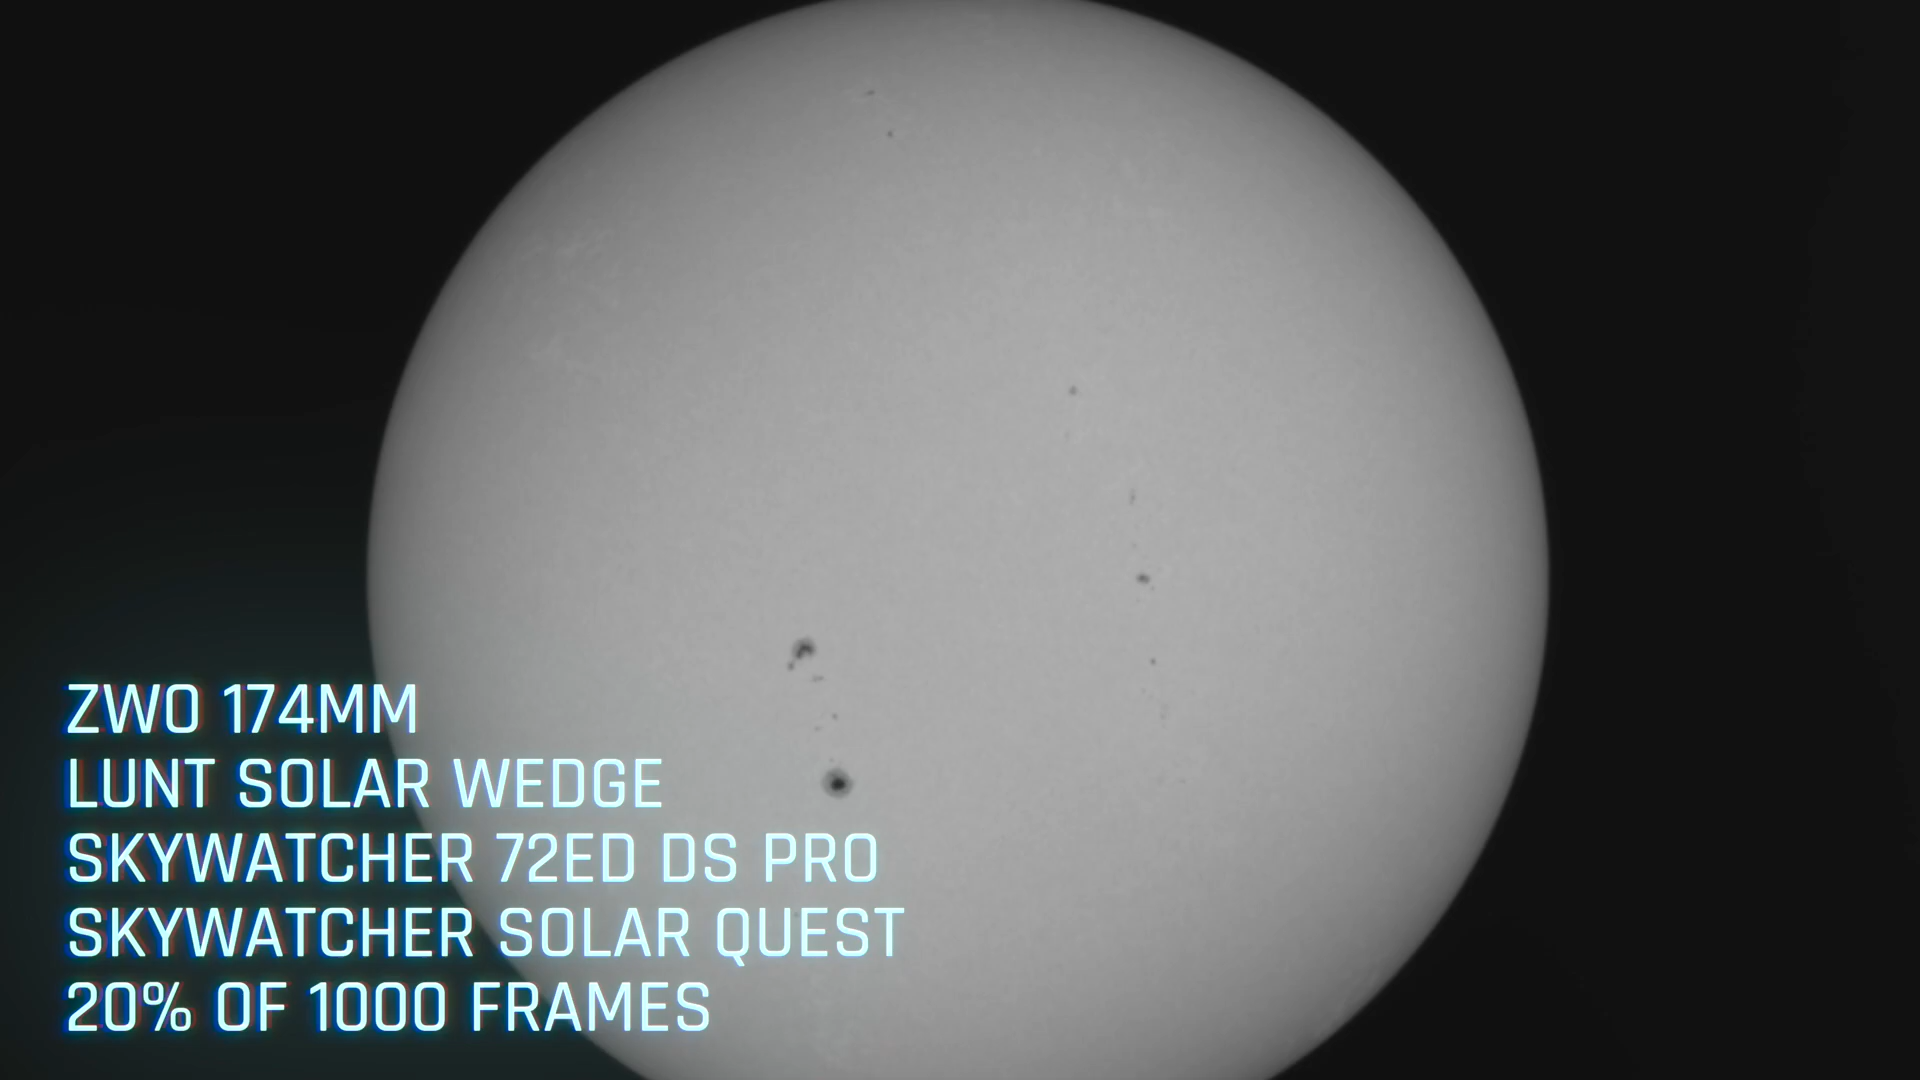 ZWO 174MM
LUNT SOLAR WEDGE
SKYWATCHER 72ED DS PRO
SKYWATCHER SOLAR QUEST
20% OF 1000 FRAMES